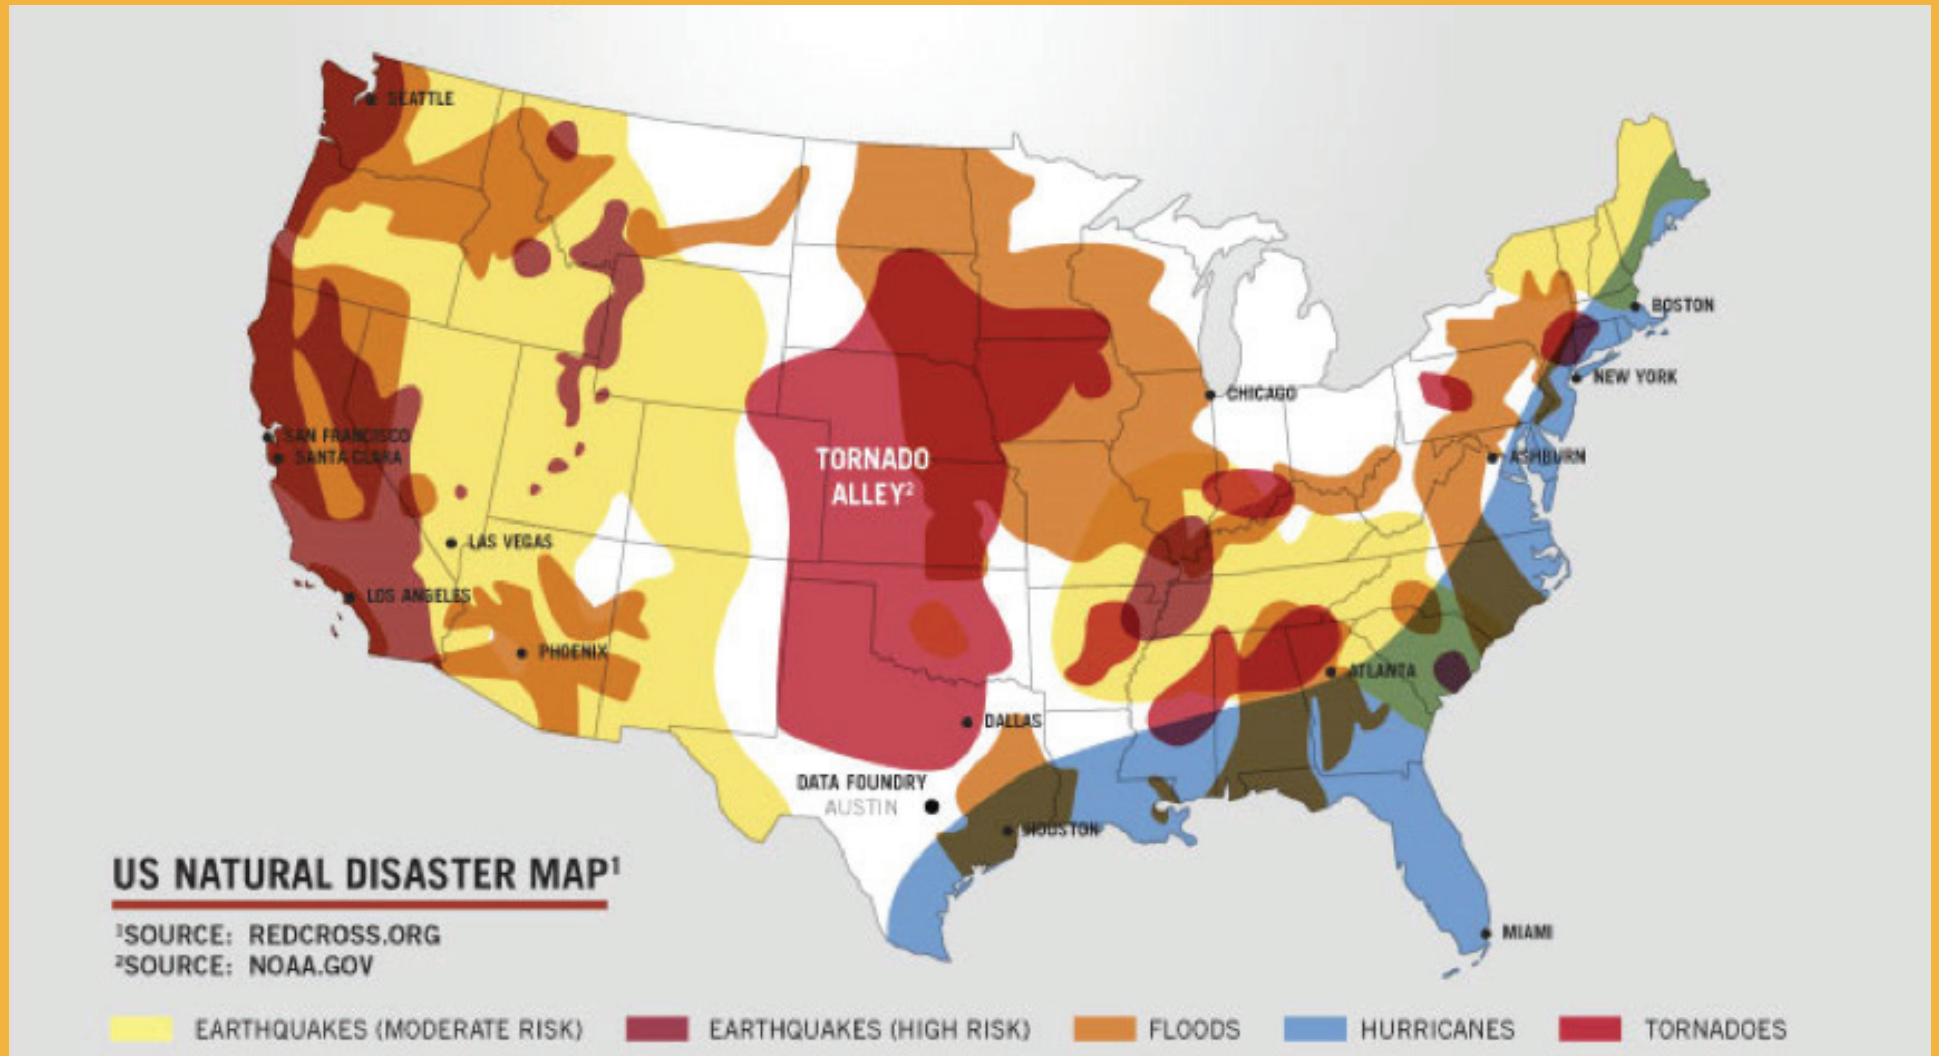 SEATTLE
BOSTON
NEW YORK
CHICAGO
SAN FRANCISCO
SANTA CLARA
TORNADO
ALLEY²
ASHBURN
LAS VEGAS
LOS ANGELES
PHOENIX
ATLANTA
DALLAS
DATA FOUNDRY
AUSTIN
HOUSTON
MIAMI
US NATURAL DISASTER MAP¹
¹SOURCE: REDCROSS.ORG
²SOURCE: NOAA.GOV
EARTHQUAKES (MODERATE RISK) EARTHQUAKES (HIGH RISK) FLOODS HURRICANES TORNADOES